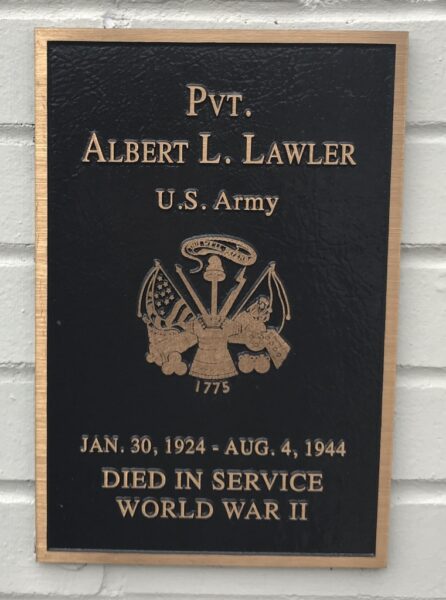 PVT.
ALBERT L. LAWLER
U.S. Army
1775
JAN. 30, 1924 - AUG. 4, 1944
DIED IN SERVICE
WORLD WAR II